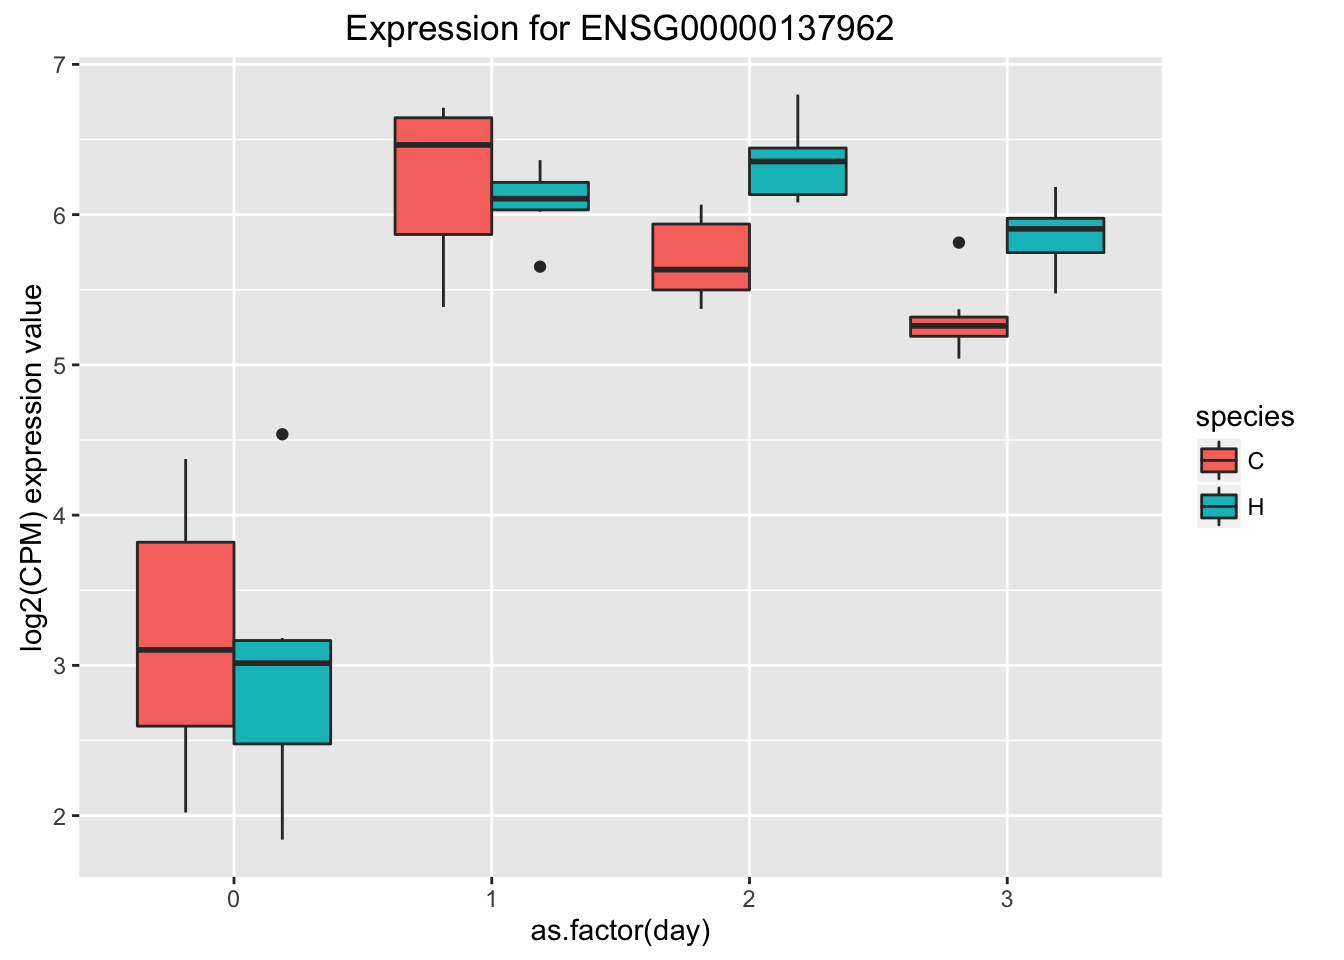 Expression for ENSG00000137962
log2(CPM) expression value
7
6
5
4
3
2
0
1
2
3
as.factor(day)
species
C
H